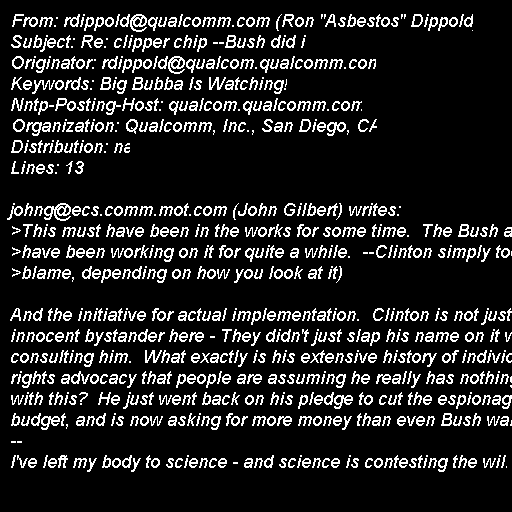 From: rdippold@qualcomm.com (Ron "Asbestos" Dippold
Subject: Re: clipper chip --Bush did i
Originator: rdippold@qualcom.qualcomm.com
Keywords: Big Bubba Is Watching!
Nntp-Posting-Host: qualcom.qualcomm.com
Organization: Qualcomm, Inc., San Diego, CA
Distribution: ne
Lines: 13

johng@ecs.comm.mot.com (John Gilbert) writes:
>This must have been in the works for some time.  The Bush a
>have been working on it for quite a while.  --Clinton simply to
>blame, depending on how you look at it)

And the initiative for actual implementation.  Clinton is not just
innocent bystander here - They didn't just slap his name on it
consulting him.  What exactly is his extensive history of individ
rights advocacy that people are assuming he really has nothing
with this?  He just went back on his pledge to cut the espionag
budget, and is now asking for more money than even Bush wa
--
I've left my body to science - and science is contesting the wil